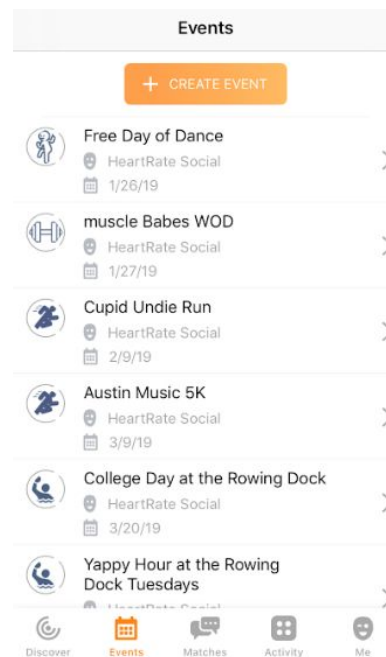 Events
+ CREATE EVENT
Free Day of Dance
HeartRate Social
1/26/19
muscle Babes WOD
HeartRate Social
1/27/19
Cupid Undie Run
HeartRate Social
2/9/19
Austin Music 5K
HeartRate Social
3/9/19
College Day at the Rowing Dock
HeartRate Social
3/20/19
Yappy Hour at the Rowing
Dock Tuesdays
HeartRate Social
Discover Events Matches Activity Me